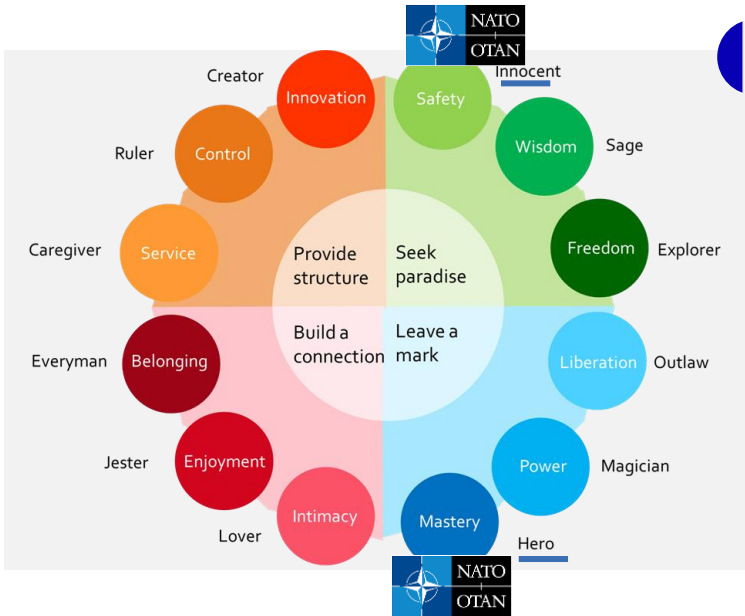 NATO
OTAN
Innocent
Creator
Innovation
Safety
Ruler
Control
Wisdom
Sage
Caregiver
Service
Provide
structure
Seek
paradise
Freedom
Explorer
Everyman
Belonging
Build a
connection
Leave a
mark
Liberation
Outlaw
Jester
Enjoyment
Power
Magician
Lover
Intimacy
Mastery
Hero
NATO
OTAN